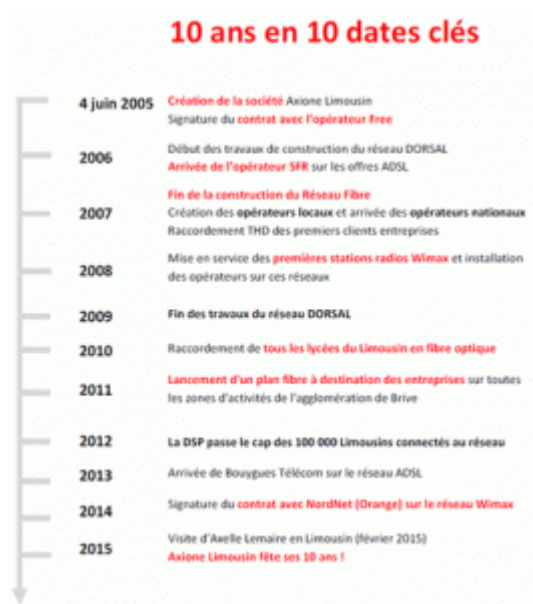 10 ans en 10 dates clés
4 juin 2005
Création de la société Axione Limousin
Signature du contrat avec l'opérateur Free
2006
Début des travaux de construction du réseau DORSAL
Arrivée de l'opérateur SFR sur les offres ADSL
2007
Fin de la construction du Réseau Fibre
Création des opérateurs locaux et arrivée des opérateurs nationaux
Raccordement THD des premiers clients entreprises
2008
Mise en service des premières stations radios Wimax et installation
des opérateurs sur ces réseaux
2009
Fin des travaux du réseau DORSAL
2010
Raccordement de tous les lycées du Limousin en fibre optique
2011
Lancement d'un plan fibre à destination des entreprises sur toutes
les zones d'activités de l'agglomération de Brive
2012
La DSP passe le cap des 100 000 Limousins connectés au réseau
2013
Arrivée de Bouygues Télécom sur le réseau ADSL
2014
Signature du contrat avec NordNet (Orange) sur le réseau Wimax
2015
Visite d'Axelle Lemaire en Limousin (février 2015)
Axione Limousin fête ses 10 ans !